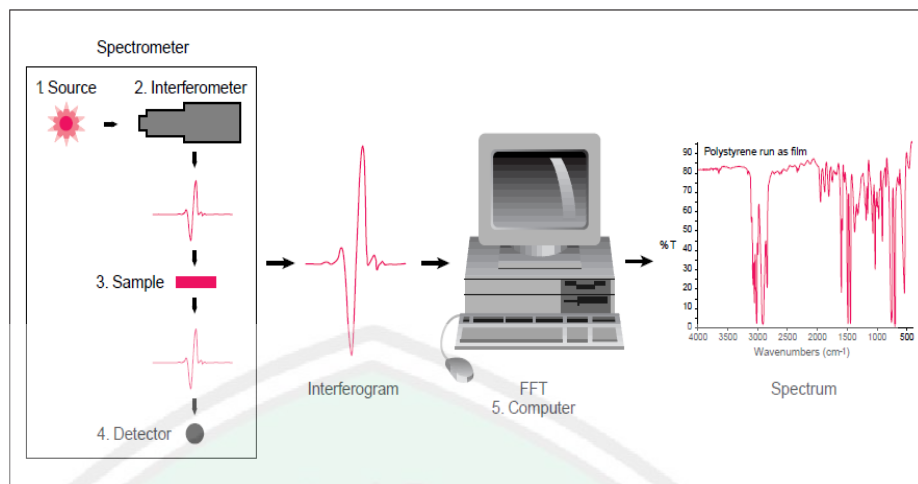 Spectrometer
1. Source
2. Interferometer
3. Sample
4. Detector
Interferogram
FFT
5. Computer
Polystyrene run as film
%T
90
80
70
60
50
40
30
20
10
0
4000 3500 3000 2500 2000 1500 1000 500
Wavenumbers (cm-1)
Spectrum